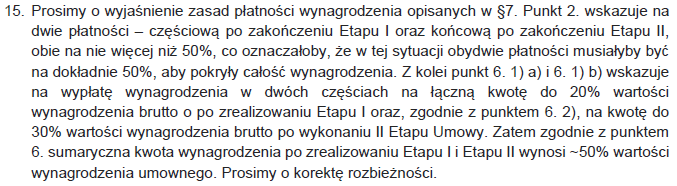 15. Prosimy o wyjaśnienie zasad płatności wynagrodzenia opisanych w §7. Punkt 2. wskazuje na
dwie płatności – częściową po zakończeniu Etapu I oraz końcową po zakończeniu Etapu II,
obie na nie więcej niż 50%, co oznaczałoby, że w tej sytuacji obydwie płatności musiałyby być
na dokładnie 50%, aby pokryły całość wynagrodzenia. Z kolei punkt 6. 1) a) i 6. 1) b) wskazuje
na wypłatę wynagrodzenia w dwóch częściach na łączną kwotę do 20% wartości
wynagrodzenia brutto o po zrealizowaniu Etapu I oraz, zgodnie z punktem 6. 2), na kwotę do
30% wartości wynagrodzenia brutto po wykonaniu II Etapu Umowy. Zatem zgodnie z punktem
6. sumaryczna kwota wynagrodzenia po zrealizowaniu Etapu I i Etapu II wynosi ~50% wartości
wynagrodzenia umownego. Prosimy o korektę rozbieżności.